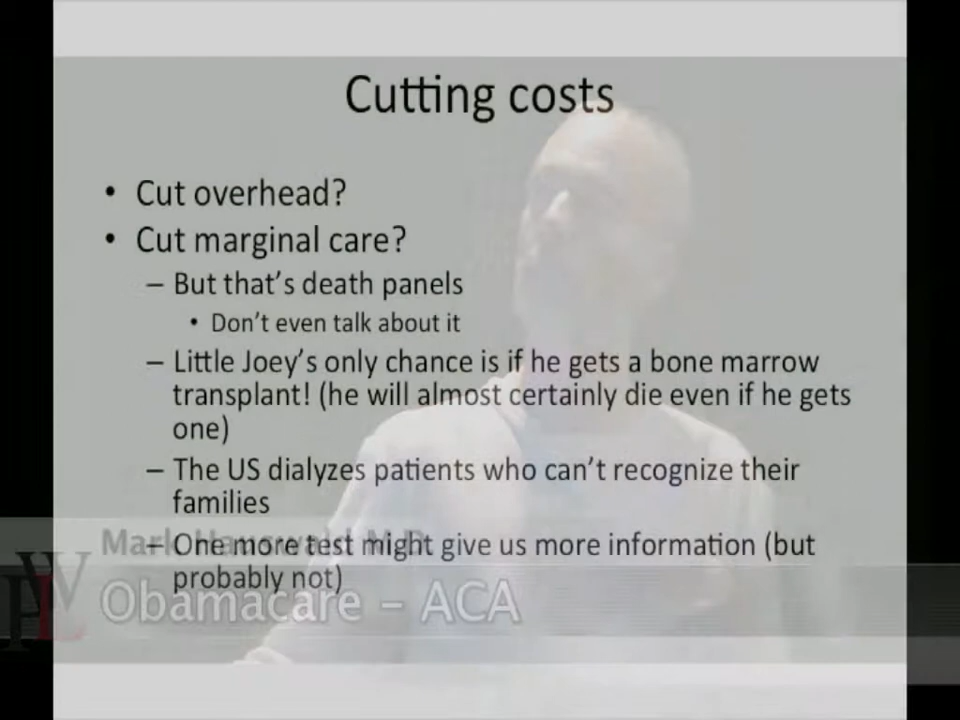 Cutting costs
• Cut overhead?
• Cut marginal care?
– But that's death panels
• Don't even talk about it
– Little Joey's only chance is if he gets a bone marrow
transplant! (he will almost certainly die even if he gets
one)
– The US dialyzes patients who can't recognize their
families
– One more test might give us more information (but
probably not)
Mark
Obamacare – ACA